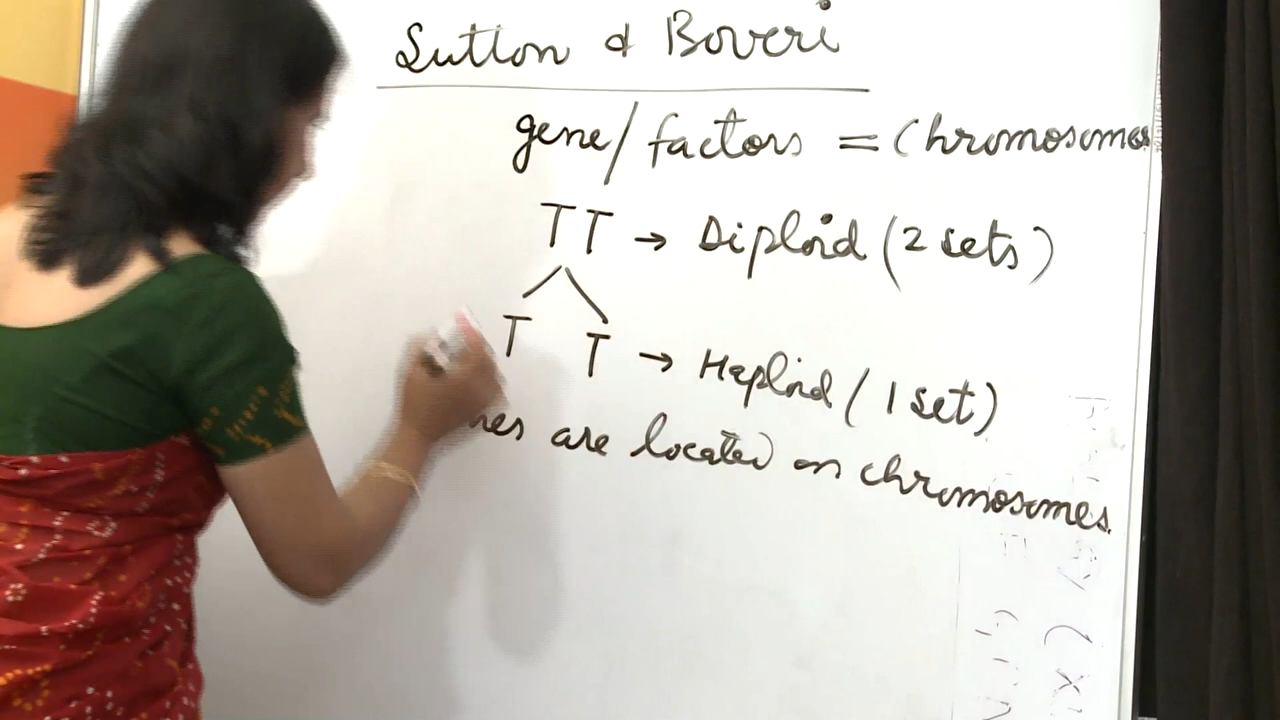 Sutton & Boveri
gene/factors = Chromosomes
TT → Diploid (2 sets)
T T → Haploid (1 set)
are located on chromosomes.